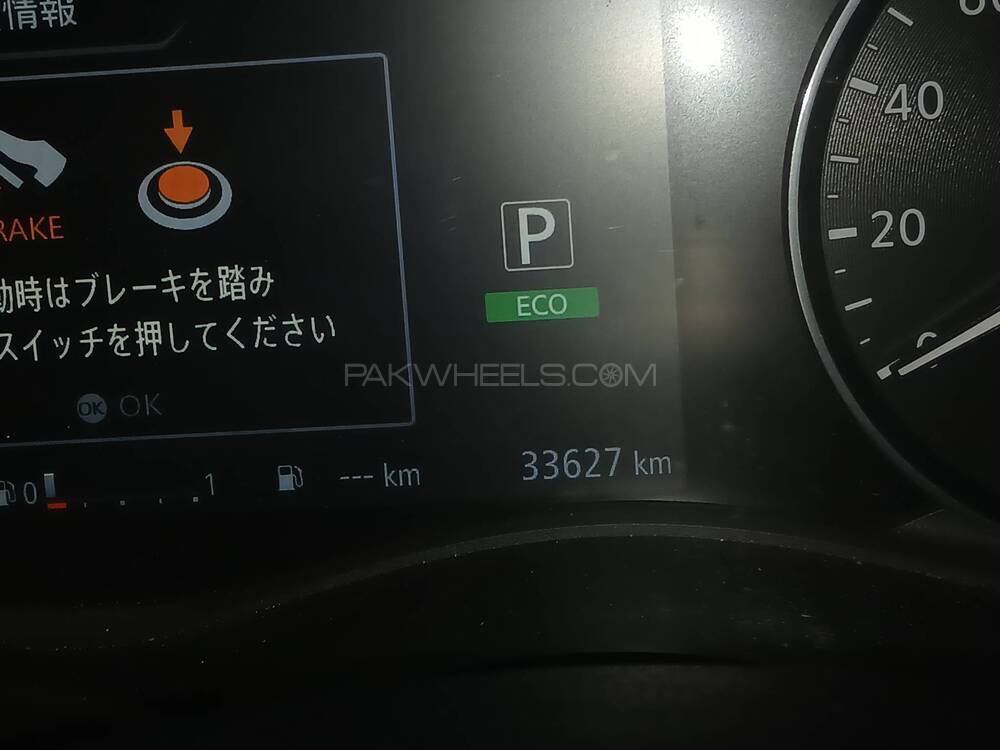 情報
40
RAKE
P
20
動時はブレーキを踏み
ECO
スイッチを押してください
PAKWHEELS.COM
OK OK
0
1
--- km
33627 km